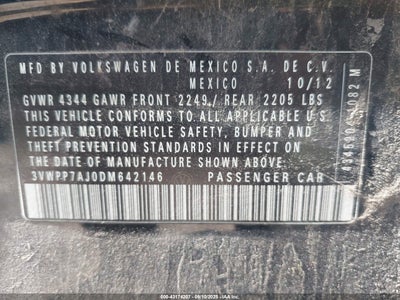 MFD BY VOLKSWAGEN DE MEXICO S.A. DE C.V.
MEXICO 10/12
GVWR 4344 GAWR FRONT 2249/ REAR 2205 LBS
THIS VEHICLE CONFORMS TO ALL APPLICABLE U.S.
FEDERAL MOTOR VEHICLE SAFETY, BUMPER AND
THEFT PREVENTION STANDARDS IN EFFECT ON THE
DATE OF MANUFACTURE SHOWN ABOVE.
3VWPP7AJ0DM642146 PASSENGER CAR